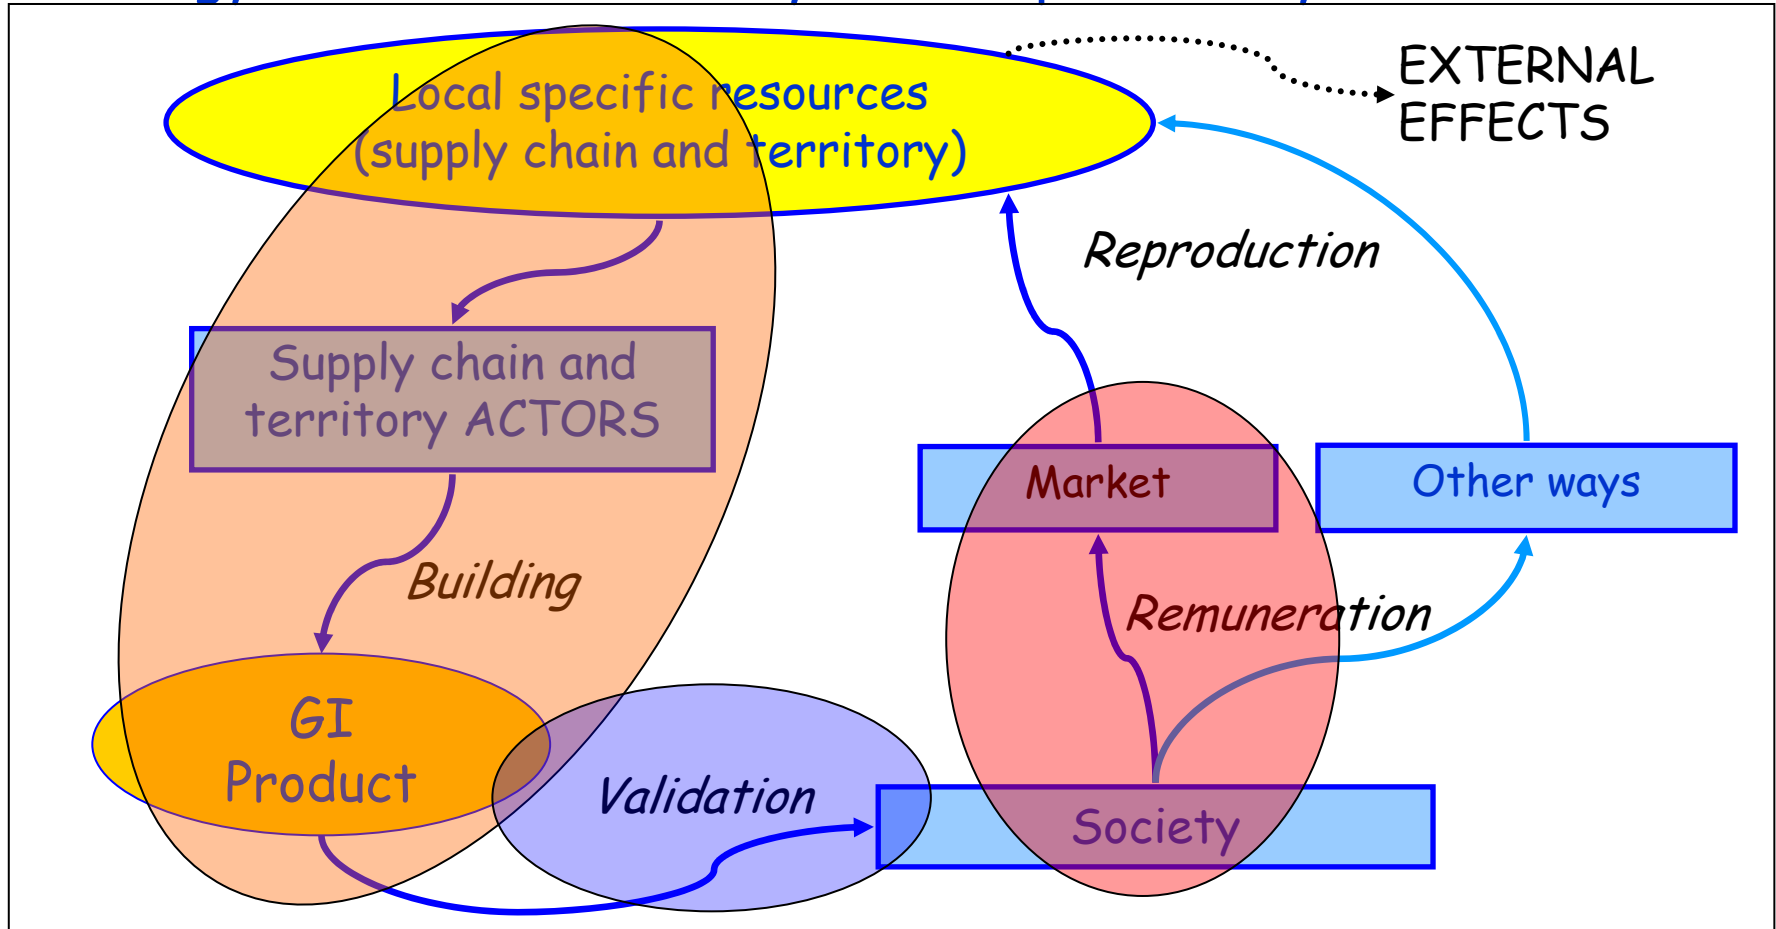 Local specific resources
(supply chain and territory)
EXTERNAL
EFFECTS
Reproduction
Supply chain and
territory ACTORS
Market
Other ways
Building
Remuneration
GI
Product
Validation
Society